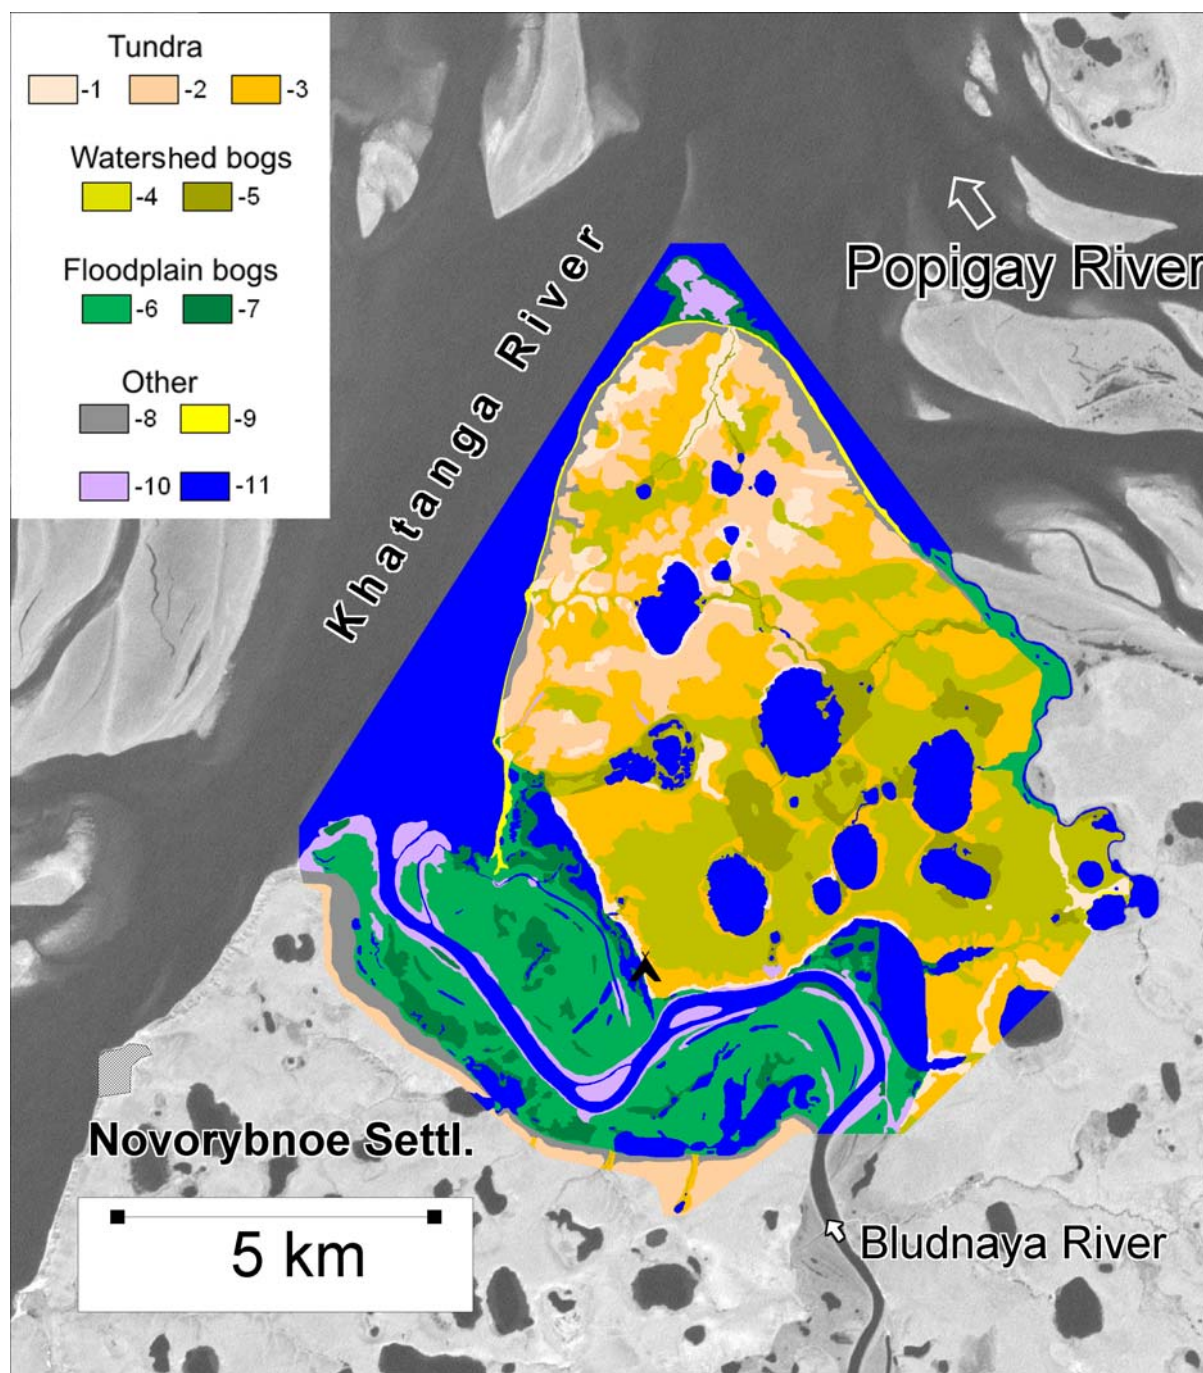 Tundra
-1 -2 -3
Watershed bogs
-4 -5
Floodplain bogs
-6 -7
Other
-8 -9
-10 -11
Khatanga River
Popigay River
Novorybnoe Settl.
5 km
Bludnaya River